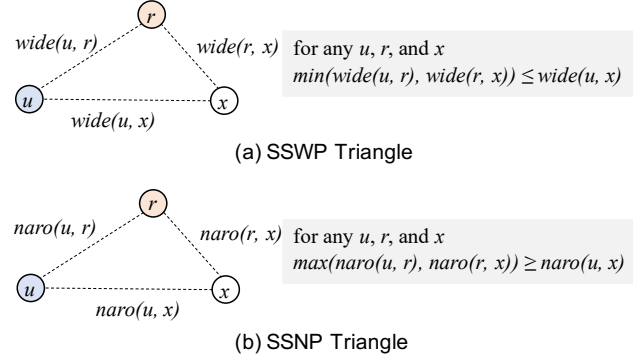 r
wide(u, r)
wide(r, x)
u
x
wide(u, x)
for any u, r, and x
min(wide(u, r), wide(r, x)) ≤ wide(u, x)
(a) SSWP Triangle
r
naro(u, r)
naro(r, x)
u
x
naro(u, x)
for any u, r, and x
max(naro(u, r), naro(r, x)) ≥ naro(u, x)
(b) SSNP Triangle